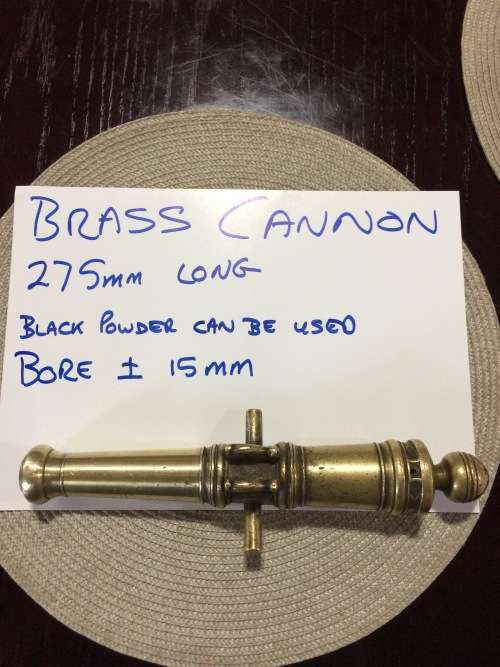 BRASS CANNON
275mm LONG
BLACK POWDER CAN BE USED
BORE ± 15mm